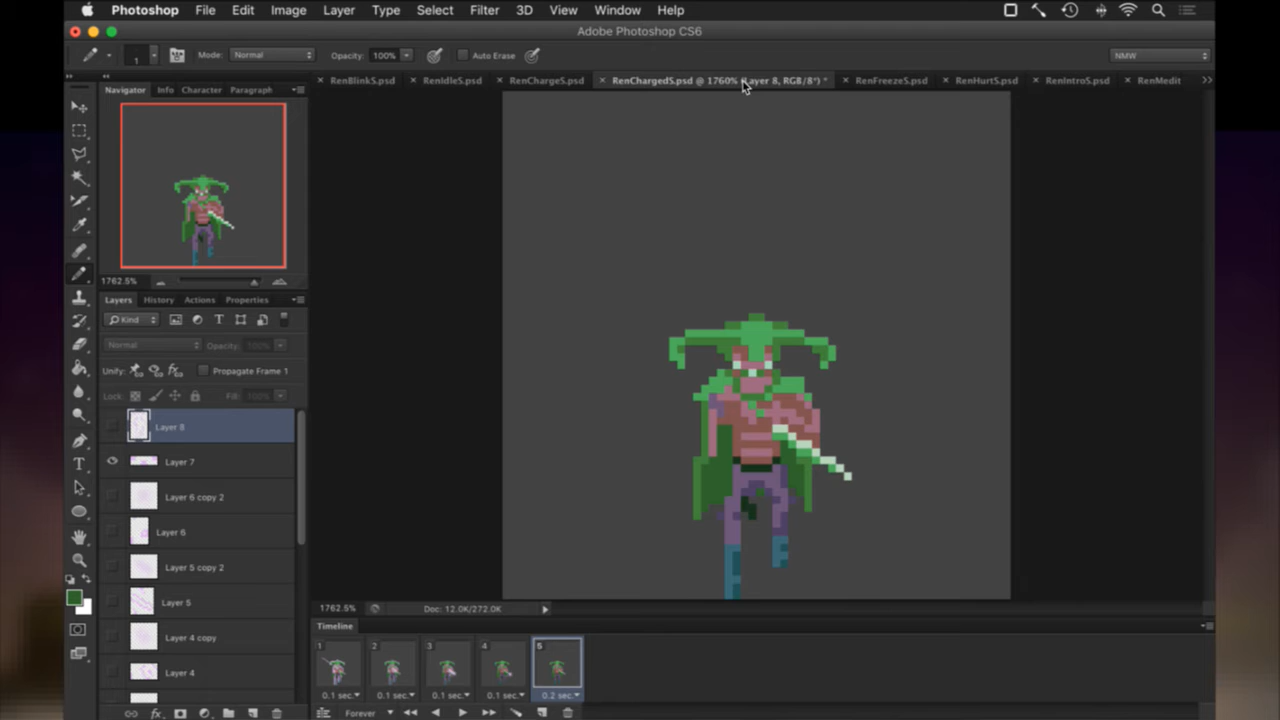 Photoshop File Edit Image Layer Type Select Filter 3D View Window Help
Adobe Photoshop CS6
1 Mode: Normal Opacity: 100% Auto Erase NMW
RenBlinkS.psd RenIdleS.psd RenChargeS.psd RenChargedS.psd @ 1760% (Layer 8, RGB/8*) * RenFreezeS.psd RenHurtS.psd RenIntroS.psd RenMedit
Navigator Info Character Paragraph
1762.5%
Layers History Actions Properties
Kind
Normal Opacity: 100%
Unify: Propagate Frame 1
Lock: Fill: 100%
Layer 8
Layer 7
Layer 6 copy 2
Layer 6
Layer 5 copy 2
Layer 5
Layer 4 copy
Layer 4
1762.5% Doc: 12.0K/272.0K
Timeline
1 2 3 4 5
0.1 sec. 0.1 sec. 0.1 sec. 0.1 sec. 0.2 sec.
Forever